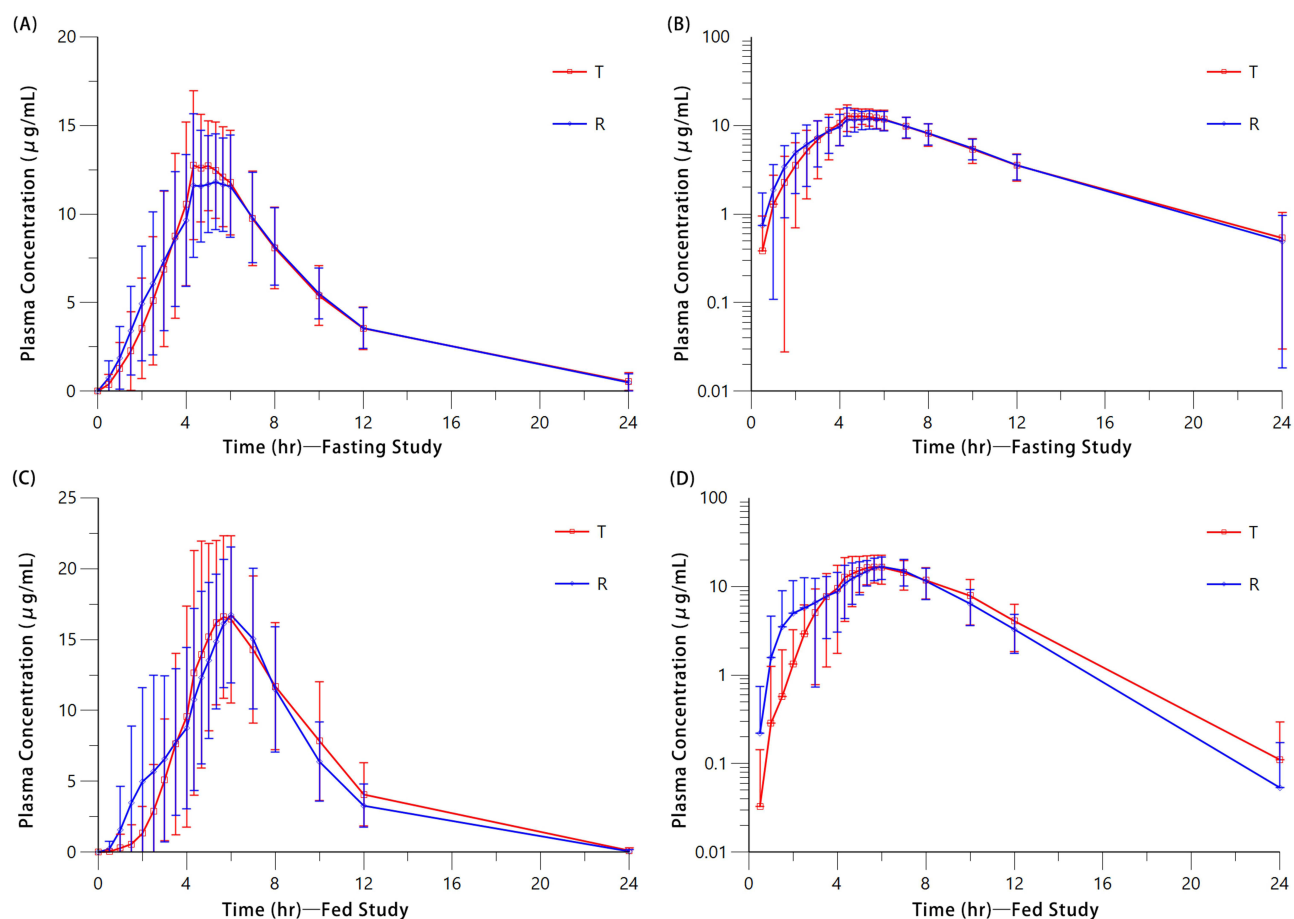 (A)
Plasma Concentration (μg/mL)
20
15
10
5
0
T
R
0 4 8 12 16 20 24
Time (hr)—Fasting Study
(B)
Plasma Concentration (μg/mL)
100
10
1
0.1
0.01
T
R
0 4 8 12 16 20 24
Time (hr)—Fasting Study
(C)
Plasma Concentration (μg/mL)
25
20
15
10
5
0
T
R
0 4 8 12 16 20 24
Time (hr)—Fed Study
(D)
Plasma Concentration (μg/mL)
100
10
1
0.1
0.01
T
R
0 4 8 12 16 20 24
Time (hr)—Fed Study